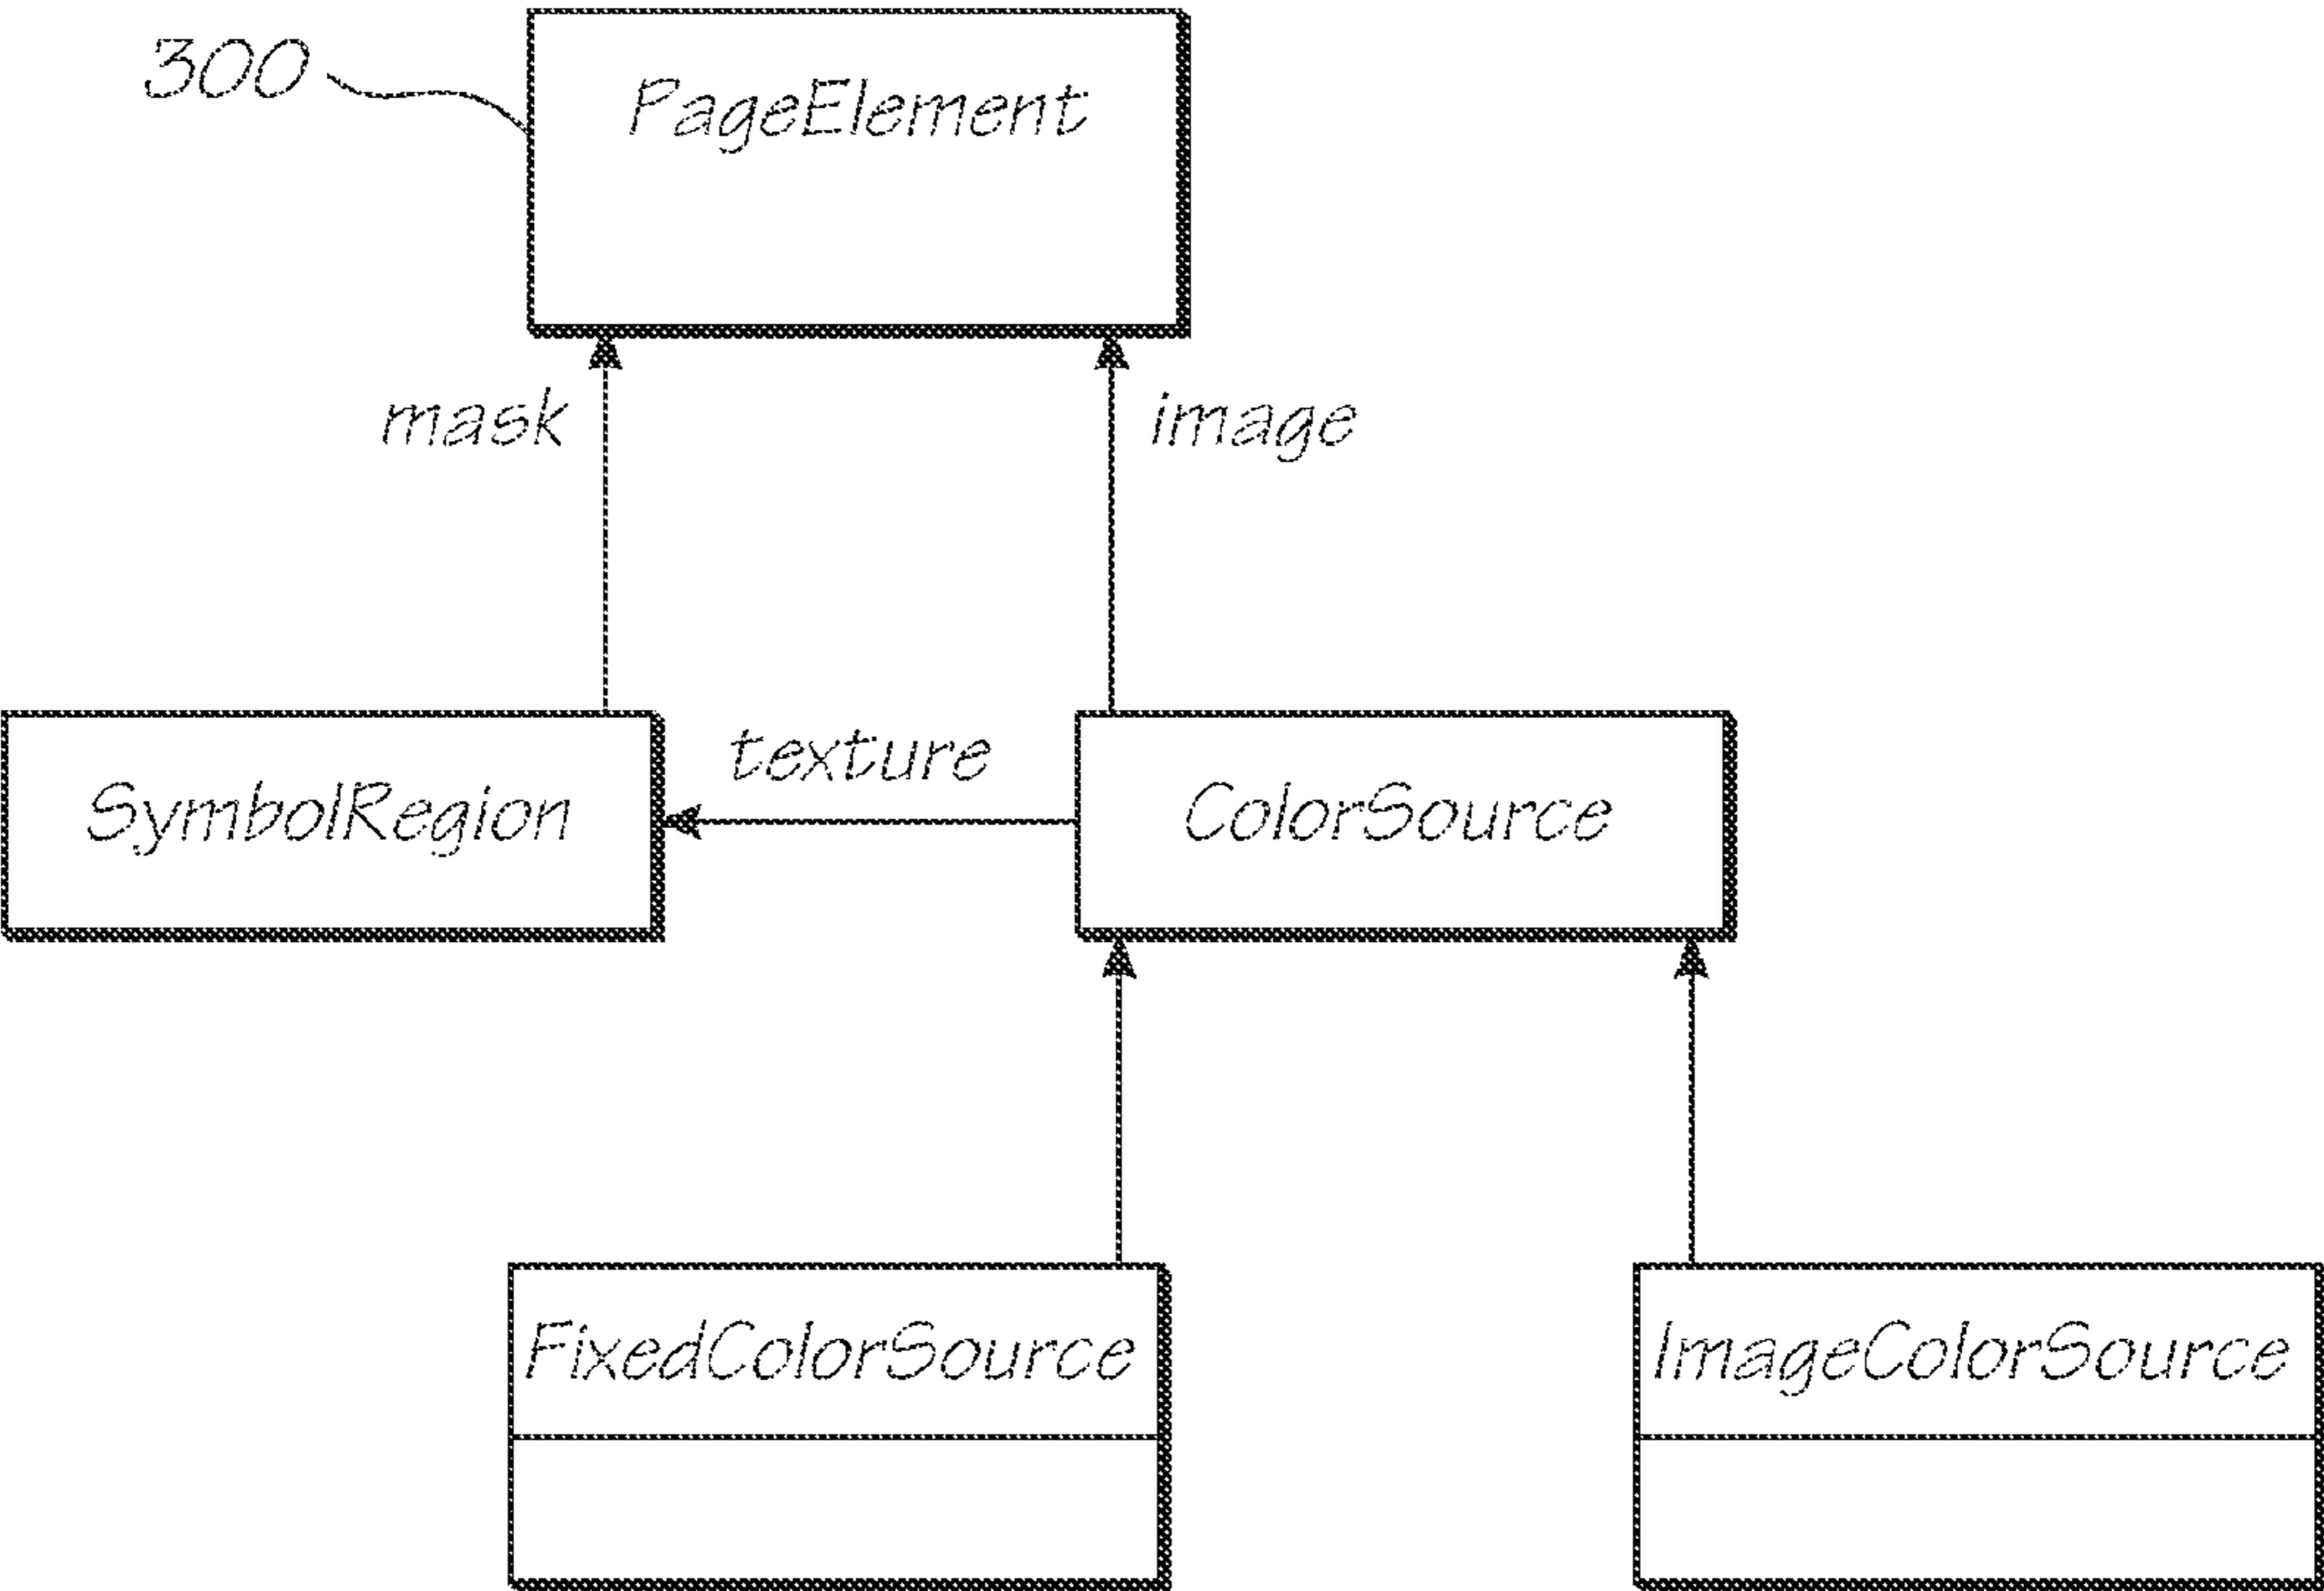 300
PageElement
mask
image
texture
SymbolRegion
ColorSource
FixedColorSource
ImageColorSource